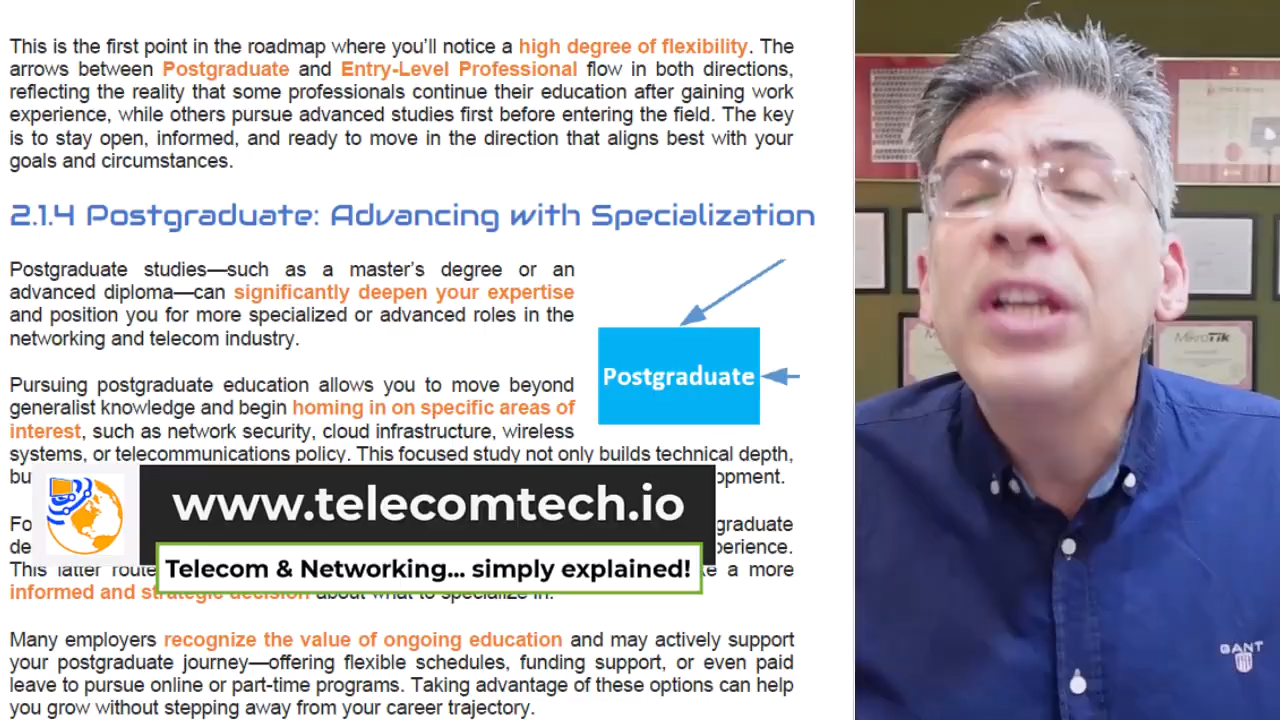 This is the first point in the roadmap where you'll notice a high degree of flexibility. The
arrows between Postgraduate and Entry-Level Professional flow in both directions,
reflecting the reality that some professionals continue their education after gaining work
experience, while others pursue advanced studies first before entering the field. The key
is to stay open, informed, and ready to move in the direction that aligns best with your
goals and circumstances.
2.1.4 Postgraduate: Advancing with Specialization
Postgraduate studies—such as a master's degree or an
advanced diploma—can significantly deepen your expertise
and position you for more specialized or advanced roles in the
networking and telecom industry.
Postgraduate
Pursuing postgraduate education allows you to move beyond
generalist knowledge and begin homing in on specific areas of
interest, such as network security, cloud infrastructure, wireless
systems, or telecommunications policy. This focused study not only builds technical depth,
www.telecomtech.io
Telecom & Networking... simply explained!
This latter route a more
informed and strategic decision about what to specialize in.
Many employers recognize the value of ongoing education and may actively support
your postgraduate journey—offering flexible schedules, funding support, or even paid
leave to pursue online or part-time programs. Taking advantage of these options can help
you grow without stepping away from your career trajectory.
MikroTik
GANT